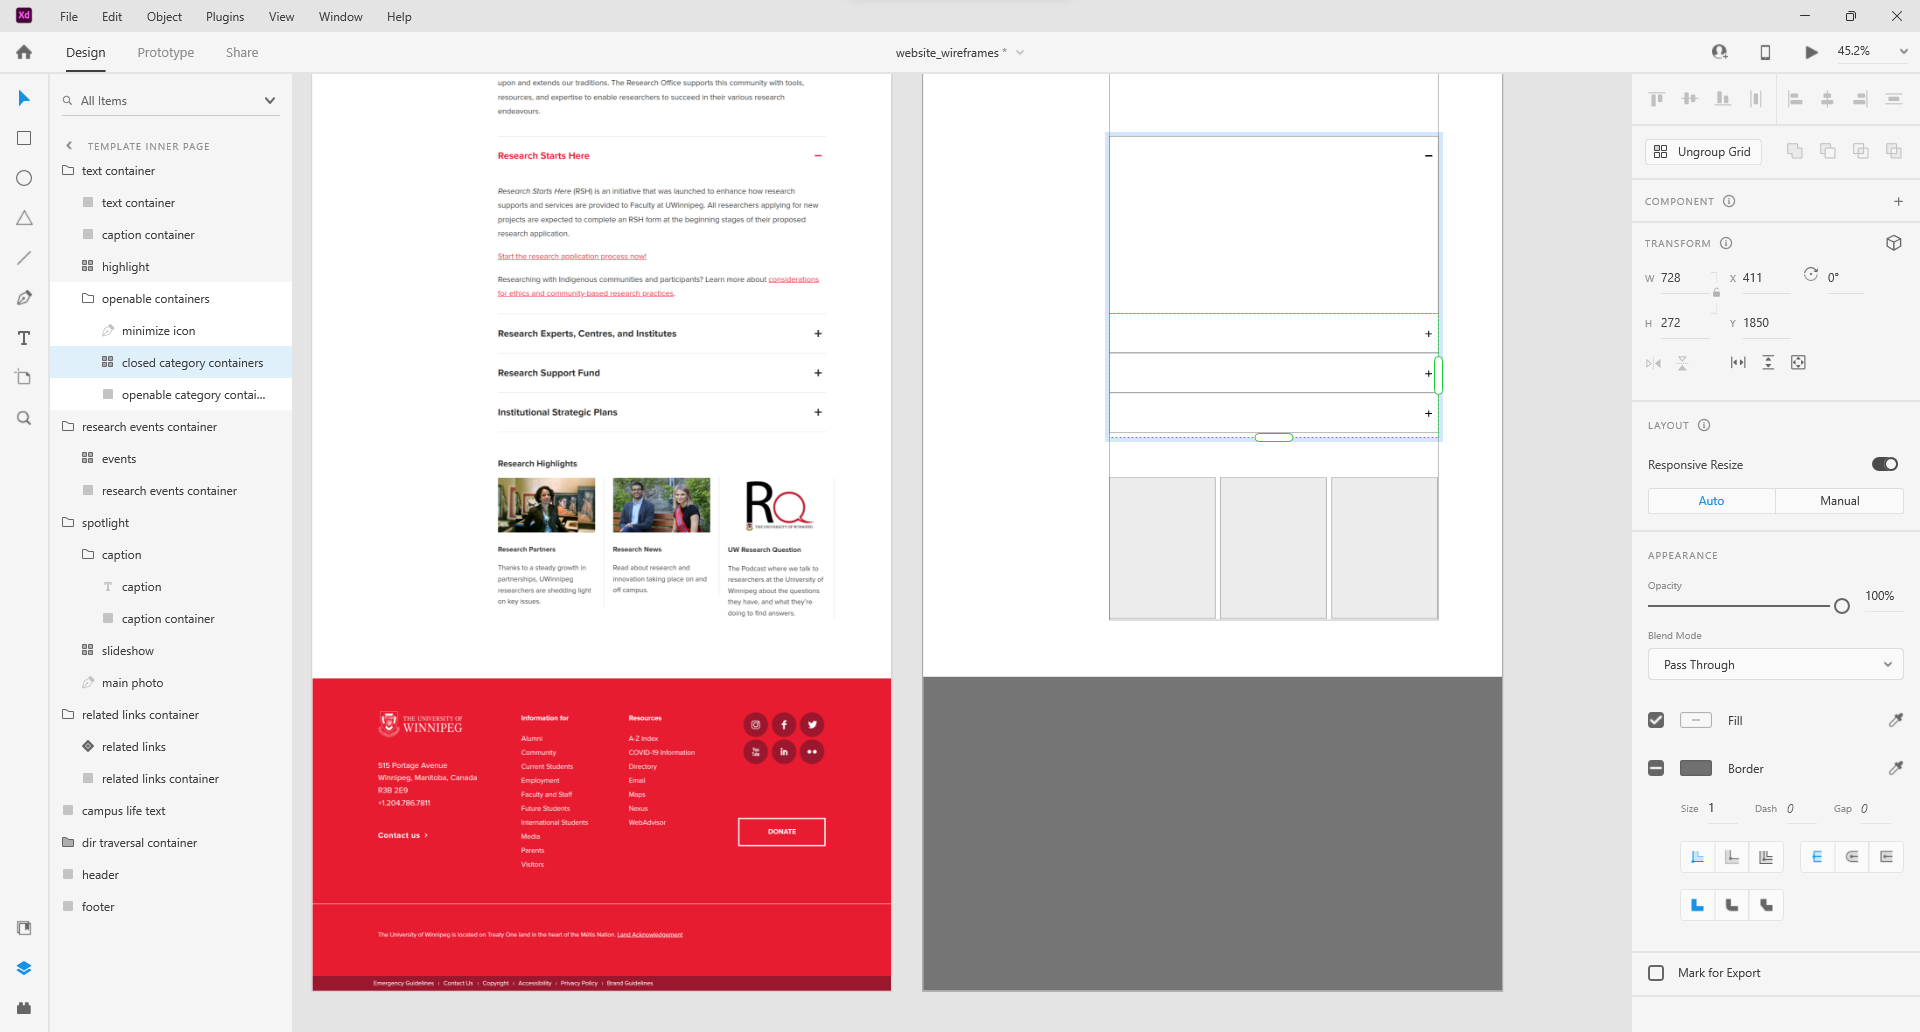 Xd File Edit Object Plugins View Window Help
Design Prototype Share
website_wireframes *
45.2%
All Items
TEMPLATE INNER PAGE
text container
text container
caption container
highlight
openable containers
minimize icon
closed category containers
openable category contai...
research events container
events
research events container
spotlight
caption
caption
caption container
slideshow
main photo
related links container
related links
related links container
campus life text
dir traversal container
header
footer
upon and extends our traditions. The Research Office supports this community with tools,
resources, and expertise to enable researchers to succeed in their various research
endeavours.
Research Starts Here
Research Starts Here (RSH) is an initiative that was launched to enhance how research
supports and services are provided to Faculty at UWinnipeg. All researchers applying for new
projects are expected to complete an RSH form at the beginning stages of their proposed
research application.
Start the research application process now!
Researching with Indigenous communities and participants? Learn more about considerations
for ethics and community-based research practices.
Research Experts, Centres, and Institutes +
Research Support Fund +
Institutional Strategic Plans +
Research Highlights
RQ
THE UNIVERSITY OF WINNIPEG
Research Partners
Thanks to a steady growth in
partnerships, UWinnipeg
researchers are shedding light
on key issues.
Research News
Read about research and
innovation taking place on and
off campus.
UW Research Question
The Podcast where we talk to
researchers at the University of
Winnipeg about the questions
they have, and what they're
doing to find answers.
THE UNIVERSITY OF
WINNIPEG
515 Portage Avenue
Winnipeg, Manitoba, Canada
R3B 2E9
+1.204.786.7811
Contact us ›
Information for
Alumni
Community
Current Students
Employment
Faculty and Staff
Future Students
International Students
Media
Parents
Visitors
Resources
A-Z Index
COVID-19 Information
Directory
Email
Maps
Nexus
WebAdvisor
You Tube
in
DONATE
The University of Winnipeg is located on Treaty One land in the heart of the Métis Nation. Land Acknowledgement
Emergency Guidelines | Contact Us | Copyright | Accessibility | Privacy Policy | Brand Guidelines
Ungroup Grid
COMPONENT
TRANSFORM
W 728 X 411 0°
H 272 Y 1850
LAYOUT
Responsive Resize
Auto Manual
APPEARANCE
Opacity
100%
Blend Mode
Pass Through
Fill
Border
Size 1 Dash 0 Gap 0
Mark for Export